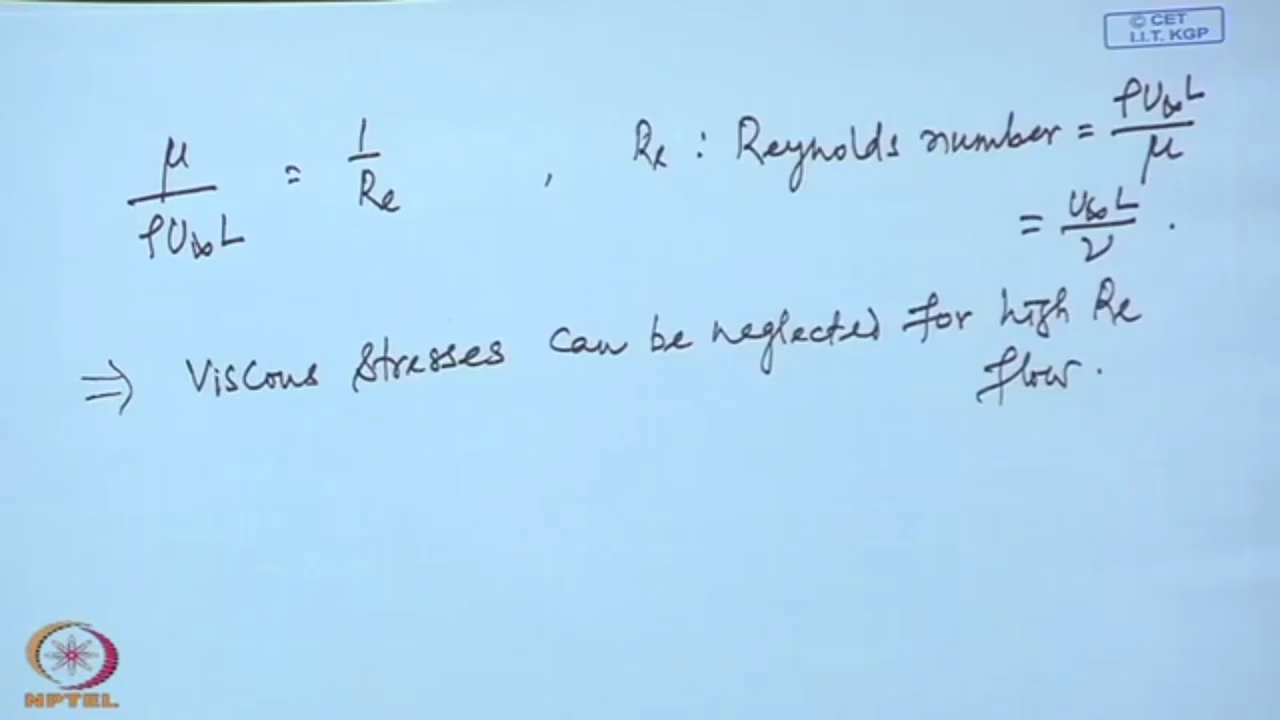 © CET
I.I.T. KGP
μ / ρU∞L = 1 / Re , Re : Reynolds number = ρU∞L / μ
= U∞L / ν .
⇒ Viscous stresses can be neglected for high Re
flow.
NPTEL